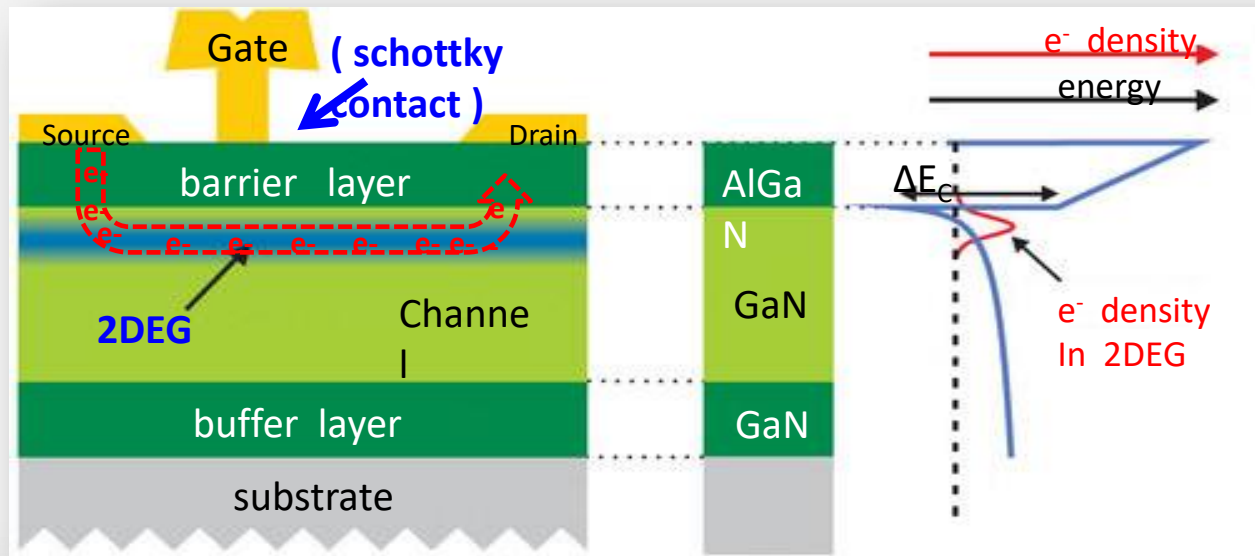 Gate
( schottky
contact )
Source
Drain
e-
barrier layer
e-
e
e-
e- e- e- e- e- e-
2DEG
Channe
l
buffer layer
substrate
AlGa
N
GaN
GaN
e- density
energy
ΔEC
e- density
In 2DEG